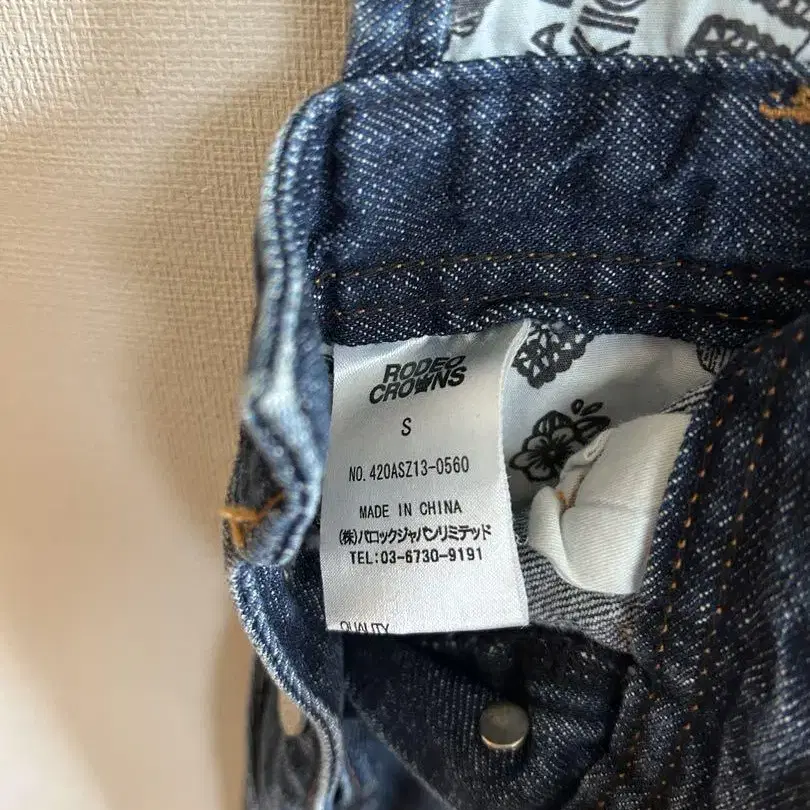 RODEO
CROWNS
S
NO. 420ASZ13-0560
MADE IN CHINA
(株)バロックジャパンリミテッド
TEL:03-6730-9191
QUALITY